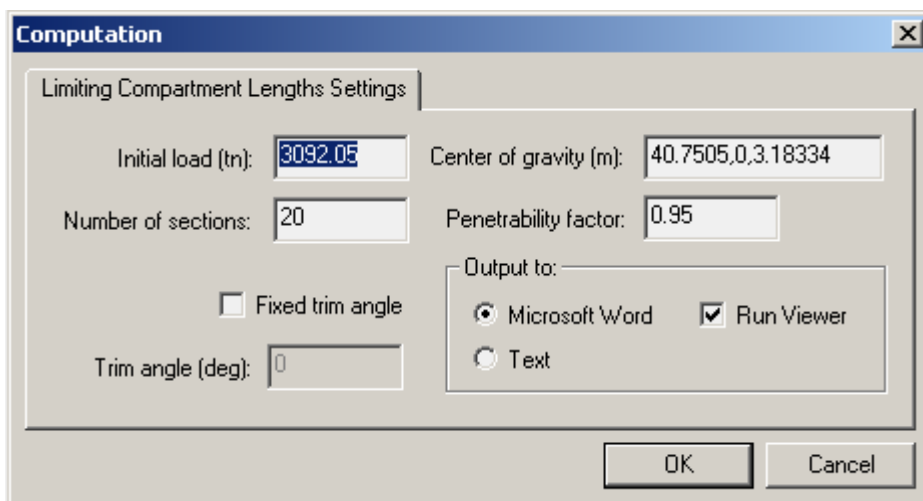 Computation
Limiting Compartment Lengths Settings
Initial load (tn): 3092.05 Center of gravity (m): 40.7505,0,3.18334
Number of sections: 20 Penetrability factor: 0.95
Output to:
Fixed trim angle Microsoft Word Run Viewer
Trim angle (deg): 0 Text
OK Cancel